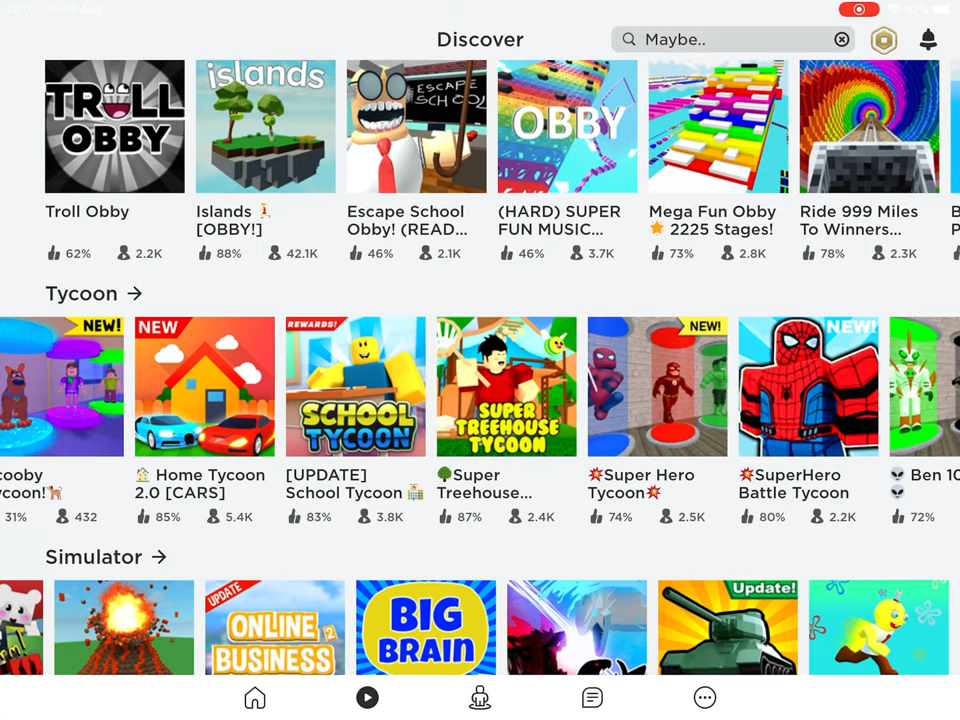 Discover
Maybe..
TROLL
OBBY
islands
ESCAPE
SCHOOL
OBBY
Troll Obby
Islands
[OBBY!]
Escape School
Obby! (READ...
(HARD) SUPER
FUN MUSIC...
Mega Fun Obby
2225 Stages!
Ride 999 Miles
To Winners...
62% 2.2K
88% 42.1K
46% 2.1K
46% 3.7K
73% 2.8K
78% 2.3K
Tycoon →
NEW!
NEW
REWARDS!
SCHOOL
TYCOON
SUPER
TREEHOUSE
TYCOON
NEW!
NEW!
cooby
ycoon!
🏠 Home Tycoon
2.0 [CARS]
[UPDATE]
School Tycoon 🏫
🌳Super
Treehouse...
💥Super Hero
Tycoon💥
💥SuperHero
Battle Tycoon
👽 Ben 10
👽
31% 432
85% 5.4K
83% 3.8K
87% 2.4K
74% 2.5K
80% 2.2K
72%
Simulator →
UPDATE
ONLINE
BUSINESS
2
BIG
BRAIN
Update!